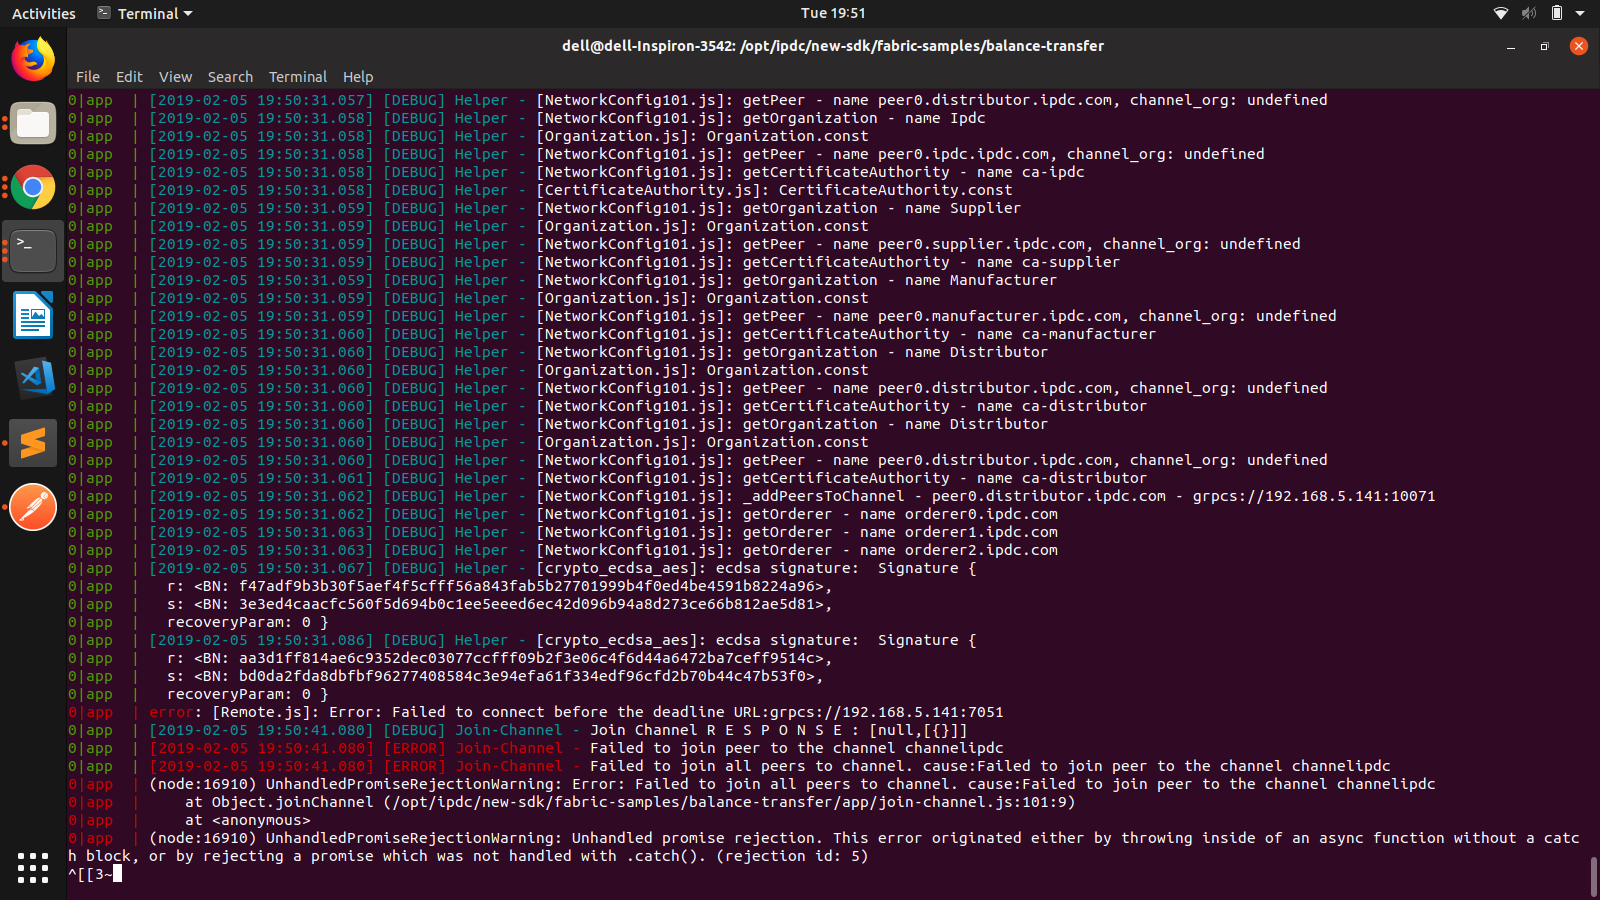 Activities Terminal Tue 19:51
dell@dell-Inspiron-3542: /opt/ipdc/new-sdk/fabric-samples/balance-transfer
File Edit View Search Terminal Help
0|app | [2019-02-05 19:50:31.057] [DEBUG] Helper - [NetworkConfig101.js]: getPeer - name peer0.distributor.ipdc.com, channel_org: undefined
0|app | [2019-02-05 19:50:31.058] [DEBUG] Helper - [NetworkConfig101.js]: getOrganization - name Ipdc
0|app | [2019-02-05 19:50:31.058] [DEBUG] Helper - [Organization.js]: Organization.const
0|app | [2019-02-05 19:50:31.058] [DEBUG] Helper - [NetworkConfig101.js]: getPeer - name peer0.ipdc.ipdc.com, channel_org: undefined
0|app | [2019-02-05 19:50:31.058] [DEBUG] Helper - [NetworkConfig101.js]: getCertificateAuthority - name ca-ipdc
0|app | [2019-02-05 19:50:31.058] [DEBUG] Helper - [CertificateAuthority.js]: CertificateAuthority.const
0|app | [2019-02-05 19:50:31.059] [DEBUG] Helper - [NetworkConfig101.js]: getOrganization - name Supplier
0|app | [2019-02-05 19:50:31.059] [DEBUG] Helper - [Organization.js]: Organization.const
0|app | [2019-02-05 19:50:31.059] [DEBUG] Helper - [NetworkConfig101.js]: getPeer - name peer0.supplier.ipdc.com, channel_org: undefined
0|app | [2019-02-05 19:50:31.059] [DEBUG] Helper - [NetworkConfig101.js]: getCertificateAuthority - name ca-supplier
0|app | [2019-02-05 19:50:31.059] [DEBUG] Helper - [NetworkConfig101.js]: getOrganization - name Manufacturer
0|app | [2019-02-05 19:50:31.059] [DEBUG] Helper - [Organization.js]: Organization.const
0|app | [2019-02-05 19:50:31.059] [DEBUG] Helper - [NetworkConfig101.js]: getPeer - name peer0.manufacturer.ipdc.com, channel_org: undefined
0|app | [2019-02-05 19:50:31.060] [DEBUG] Helper - [NetworkConfig101.js]: getCertificateAuthority - name ca-manufacturer
0|app | [2019-02-05 19:50:31.060] [DEBUG] Helper - [NetworkConfig101.js]: getOrganization - name Distributor
0|app | [2019-02-05 19:50:31.060] [DEBUG] Helper - [Organization.js]: Organization.const
0|app | [2019-02-05 19:50:31.060] [DEBUG] Helper - [NetworkConfig101.js]: getPeer - name peer0.distributor.ipdc.com, channel_org: undefined
0|app | [2019-02-05 19:50:31.060] [DEBUG] Helper - [NetworkConfig101.js]: getCertificateAuthority - name ca-distributor
0|app | [2019-02-05 19:50:31.060] [DEBUG] Helper - [NetworkConfig101.js]: getOrganization - name Distributor
0|app | [2019-02-05 19:50:31.060] [DEBUG] Helper - [Organization.js]: Organization.const
0|app | [2019-02-05 19:50:31.060] [DEBUG] Helper - [NetworkConfig101.js]: getPeer - name peer0.distributor.ipdc.com, channel_org: undefined
0|app | [2019-02-05 19:50:31.061] [DEBUG] Helper - [NetworkConfig101.js]: getCertificateAuthority - name ca-distributor
0|app | [2019-02-05 19:50:31.062] [DEBUG] Helper - [NetworkConfig101.js]: _addPeersToChannel - peer0.distributor.ipdc.com - grpcs://192.168.5.141:10071
0|app | [2019-02-05 19:50:31.062] [DEBUG] Helper - [NetworkConfig101.js]: getOrderer - name orderer0.ipdc.com
0|app | [2019-02-05 19:50:31.063] [DEBUG] Helper - [NetworkConfig101.js]: getOrderer - name orderer1.ipdc.com
0|app | [2019-02-05 19:50:31.063] [DEBUG] Helper - [NetworkConfig101.js]: getOrderer - name orderer2.ipdc.com
0|app | [2019-02-05 19:50:31.067] [DEBUG] Helper - [crypto_ecdsa_aes]: ecdsa signature:  Signature {
0|app |   r: <BN: f47adf9b3b30f5aef4f5cfff56a843fab5b27701999b4f0ed4be4591b8224a96>,
0|app |   s: <BN: 3e3ed4caacfc560f5d694b0c1ee5eeed6ec42d096b94a8d273ce66b812ae5d81>,
0|app |   recoveryParam: 0 }
0|app | [2019-02-05 19:50:31.086] [DEBUG] Helper - [crypto_ecdsa_aes]: ecdsa signature:  Signature {
0|app |   r: <BN: aa3d1ff814ae6c9352dec03077ccfff09b2f3e06c4f6d44a6472ba7ceff9514c>,
0|app |   s: <BN: bd0da2fda8dbfbf96277408584c3e94efa61f334edf96cfd2b70b44c47b53f0>,
0|app |   recoveryParam: 0 }
0|app | error: [Remote.js]: Error: Failed to connect before the deadline URL:grpcs://192.168.5.141:7051
0|app | [2019-02-05 19:50:41.080] [DEBUG] Join-Channel - Join Channel R E S P O N S E : [null,[{}]]
0|app | [2019-02-05 19:50:41.080] [ERROR] Join-Channel - Failed to join peer to the channel channelipdc
0|app | [2019-02-05 19:50:41.080] [ERROR] Join-Channel - Failed to join all peers to channel. cause:Failed to join peer to the channel channelipdc
0|app | (node:16910) UnhandledPromiseRejectionWarning: Error: Failed to join all peers to channel. cause:Failed to join peer to the channel channelipdc
0|app |     at Object.joinChannel (/opt/ipdc/new-sdk/fabric-samples/balance-transfer/app/join-channel.js:101:9)
0|app |     at <anonymous>
0|app | (node:16910) UnhandledPromiseRejectionWarning: Unhandled promise rejection. This error originated either by throwing inside of an async function without a catc
h block, or by rejecting a promise which was not handled with .catch(). (rejection id: 5)
^[[3~